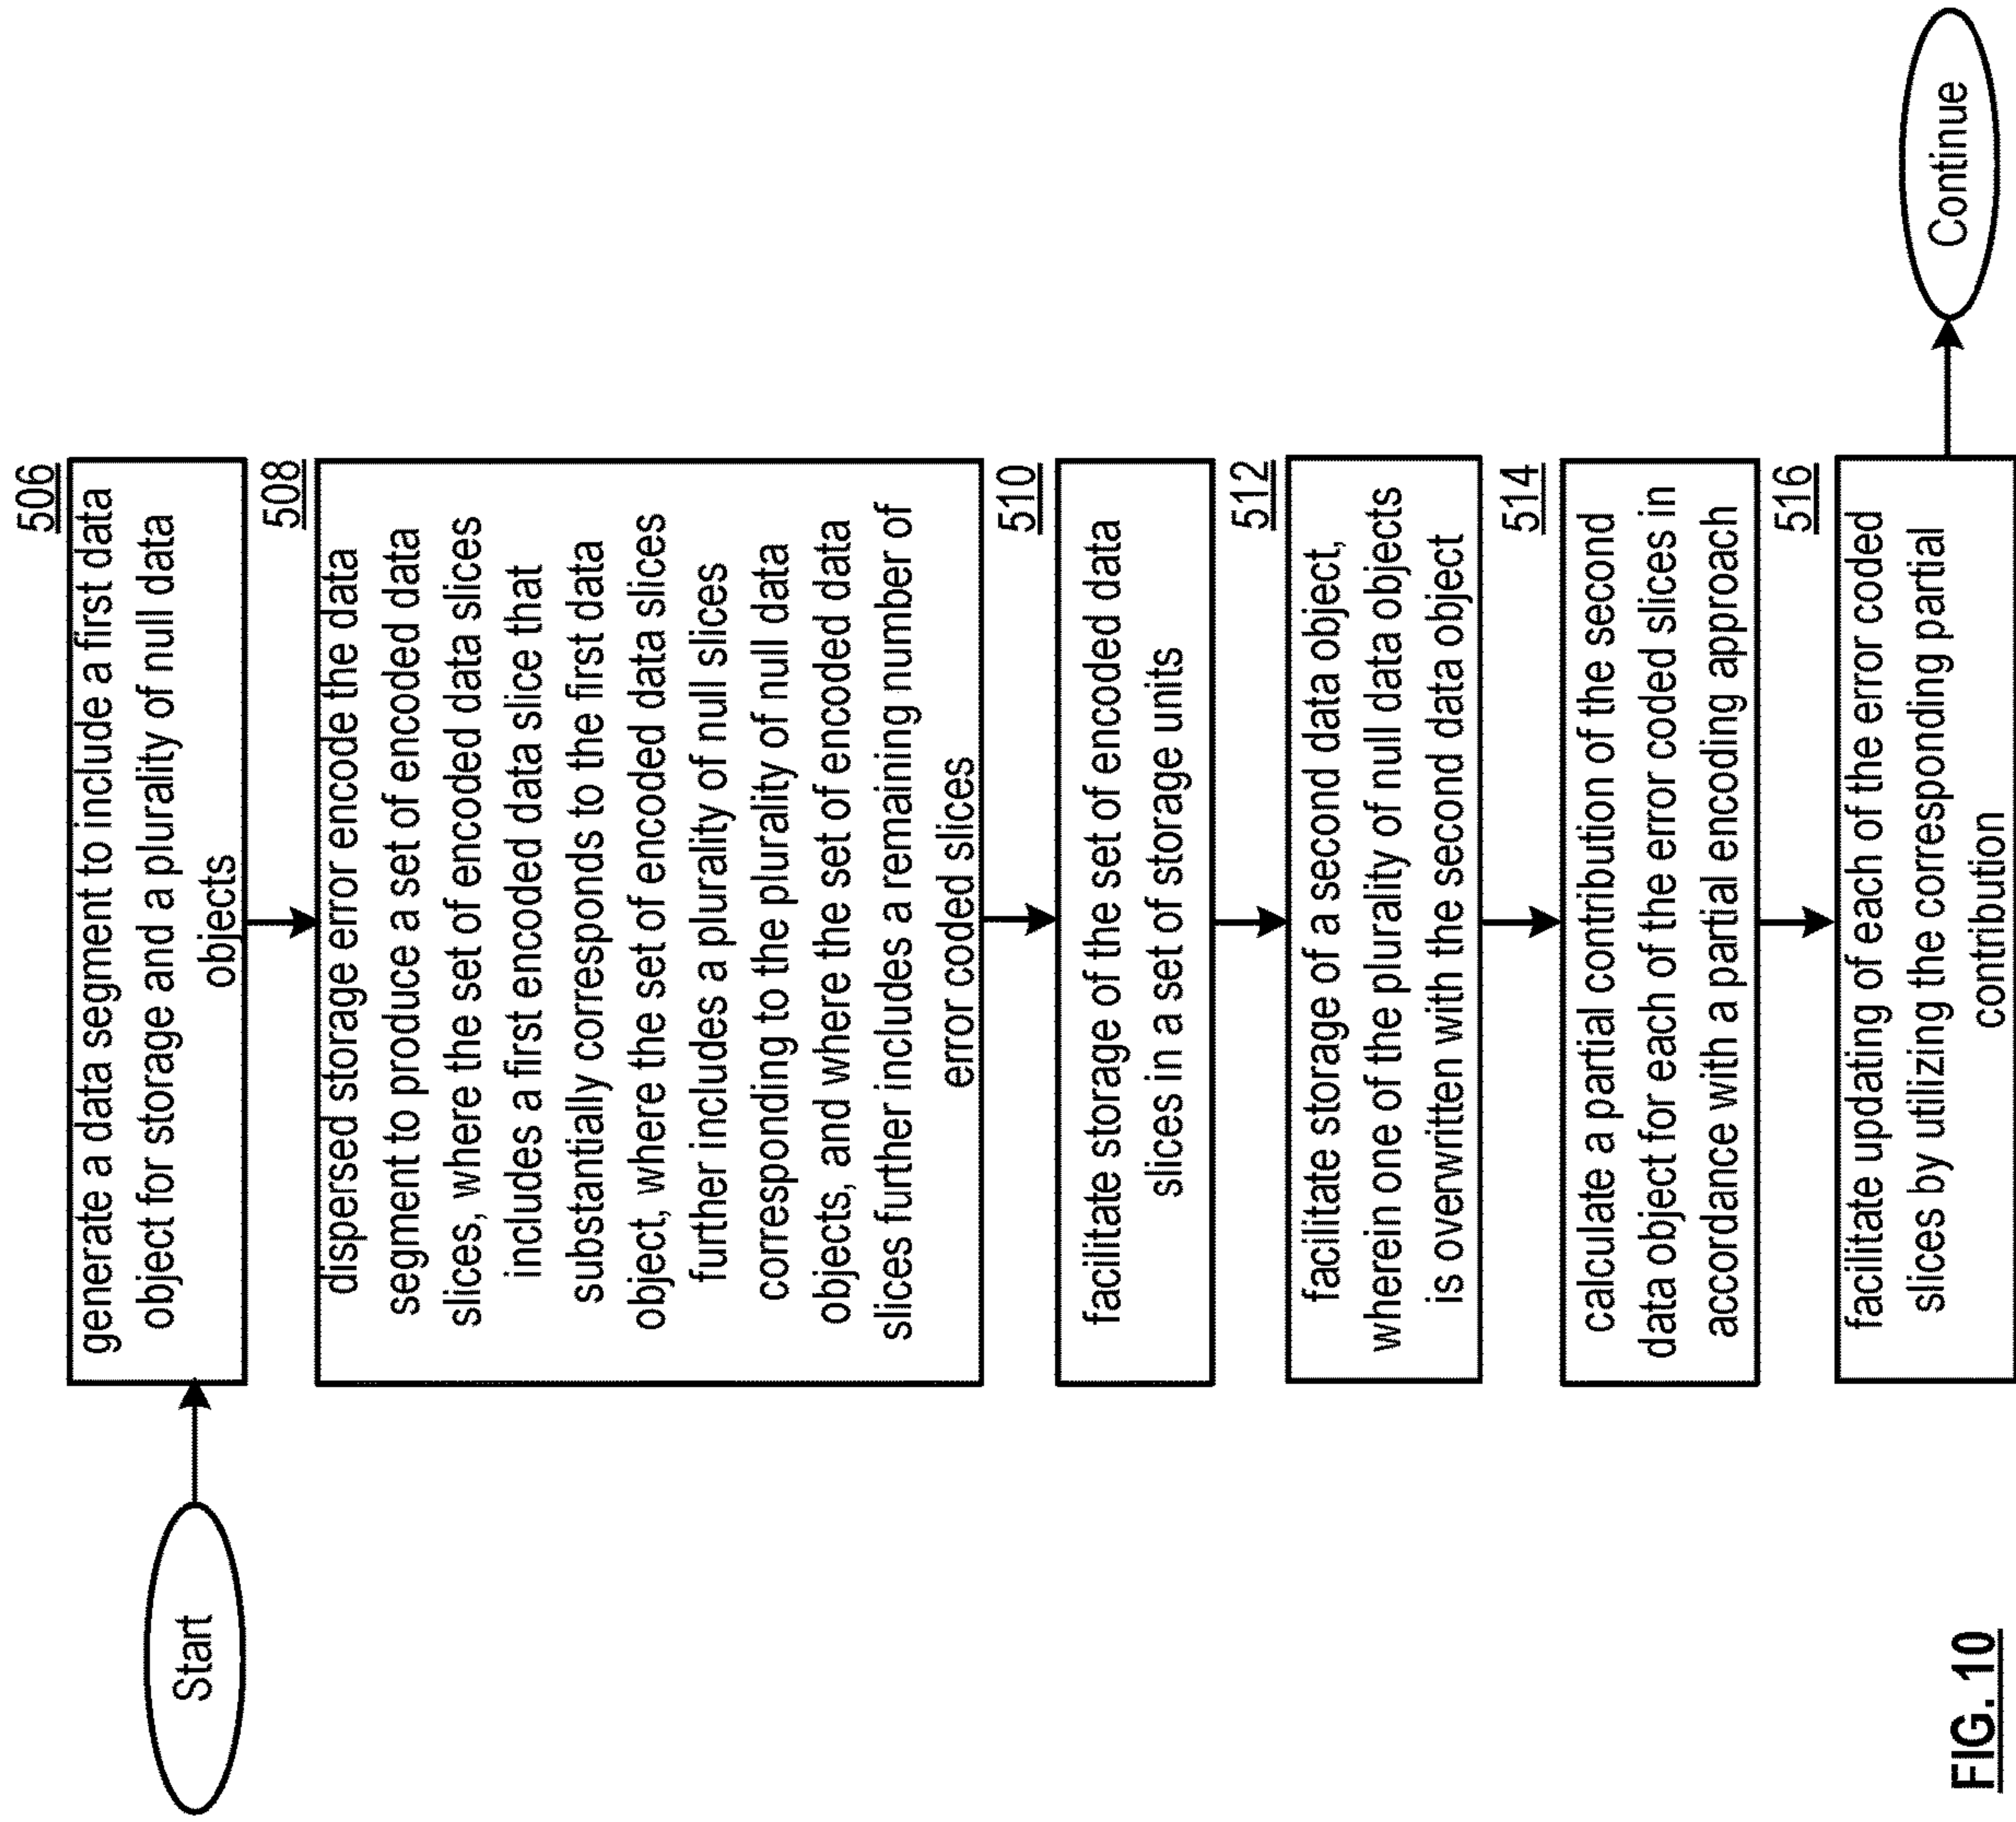 Start
506
generate a data segment to include a first data
object for storage and a plurality of null data
objects
508
dispersed storage error encode the data
segment to produce a set of encoded data
slices, where the set of encoded data slices
includes a first encoded data slice that
substantially corresponds to the first data
object, where the set of encoded data slices
further includes a plurality of null slices
corresponding to the plurality of null data
objects, and where the set of encoded data
slices further includes a remaining number of
error coded slices
510
facilitate storage of the set of encoded data
slices in a set of storage units
512
facilitate storage of a second data object,
wherein one of the plurality of null data objects
is overwritten with the second data object
514
calculate a partial contribution of the second
data object for each of the error coded slices in
accordance with a partial encoding approach
516
facilitate updating of each of the error coded
slices by utilizing the corresponding partial
contribution
Continue
FIG. 10